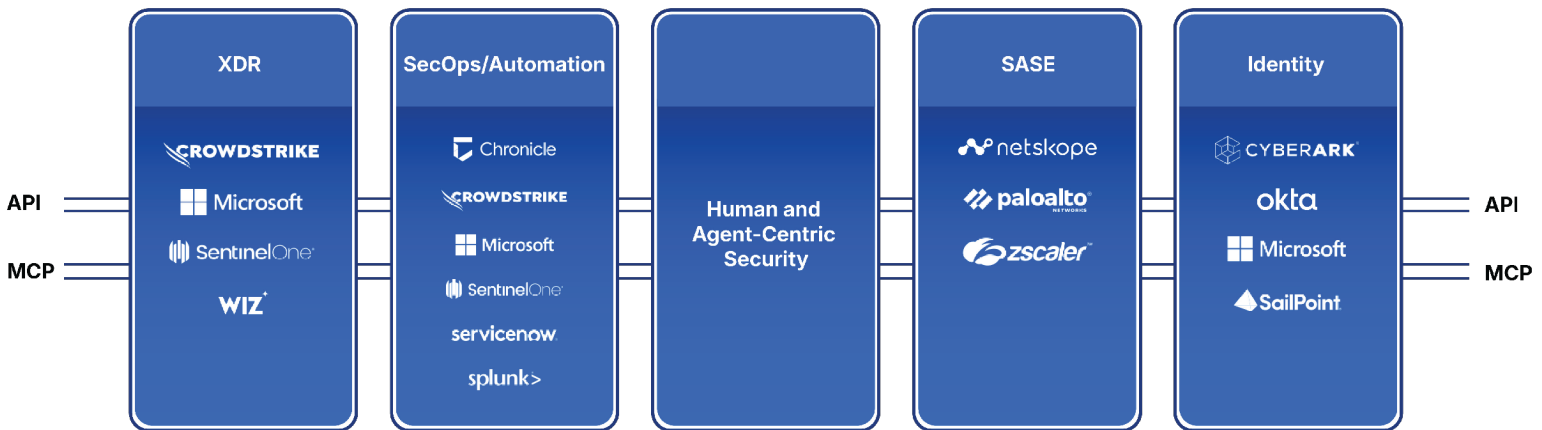 XDR
CROWDSTRIKE
Microsoft
SentinelOne
WIZ
SecOps/Automation
Chronicle
CROWDSTRIKE
Microsoft
SentinelOne
servicenow
splunk>
Human and
Agent-Centric
Security
SASE
netskope
paloalto
NETWORKS
zscaler
Identity
CYBERARK
okta
Microsoft
SailPoint
API
MCP
API
MCP